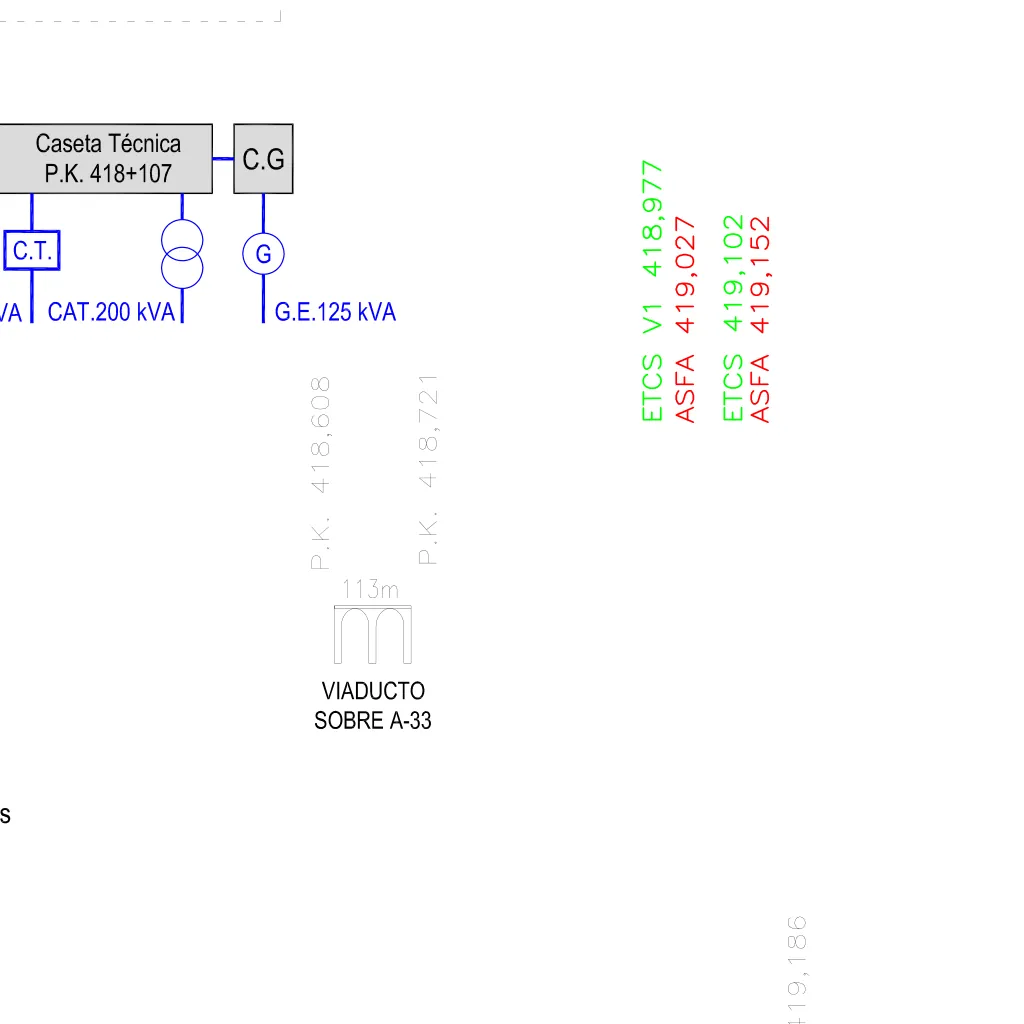 Caseta Técnica
P.K. 418+107
C.G
C.T.
G
VA
CAT.200 kVA
G.E.125 kVA
ETCS V1 418,977
ASFA 419,027
ETCS 419,102
ASFA 419,152
P.K. 418,608
P.K. 418,721
113m
VIADUCTO
SOBRE A-33
s
419,186